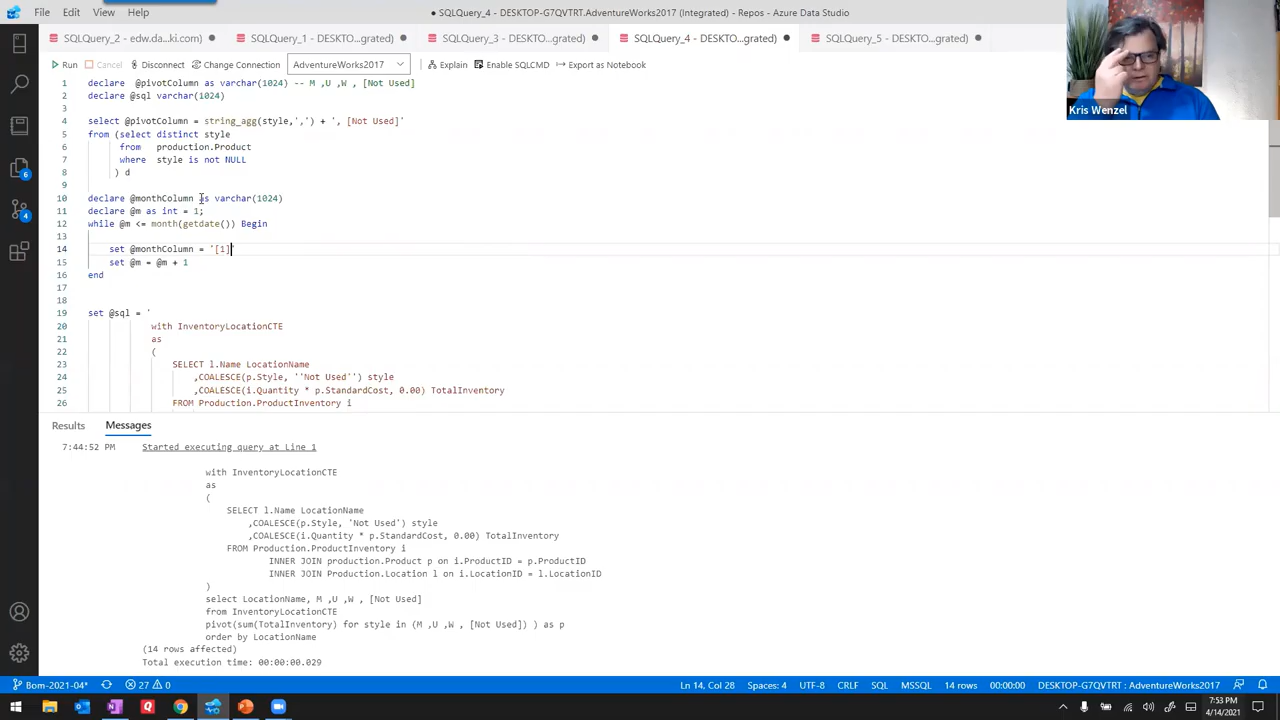 File Edit View Help
● SQLQuery_4 - DESKTOP-G7QVTRT.AdventureWorks2017 (Integrated) - Repos - Azure Data Studio
SQLQuery_2 - edw.da...ki.com) SQLQuery_1 - DESKTO...grated) SQLQuery_3 - DESKTO...grated) SQLQuery_4 - DESKTO...grated) SQLQuery_5 - DESKTO...grated)
Run Cancel Disconnect Change Connection AdventureWorks2017 Explain Enable SQLCMD Export as Notebook
Kris Wenzel
1 declare @pivotColumn as varchar(1024) -- M ,U ,W , [Not Used]
2 declare @sql varchar(1024)
3
4 select @pivotColumn = string_agg(style,',') + ', [Not Used]'
5 from (select distinct style
6 from production.Product
7 where style is not NULL
8 ) d
9
10 declare @monthColumn as varchar(1024)
11 declare @m as int = 1;
12 while @m <= month(getdate()) Begin
13
14 set @monthColumn = '[1]'
15 set @m = @m + 1
16 end
17
18
19 set @sql = '
20 with InventoryLocationCTE
21 as
22 (
23 SELECT l.Name LocationName
24 ,COALESCE(p.Style, ''Not Used'') style
25 ,COALESCE(i.Quantity * p.StandardCost, 0.00) TotalInventory
26 FROM Production.ProductInventory i
Results Messages
7:44:52 PM Started executing query at Line 1
with InventoryLocationCTE
as
(
SELECT l.Name LocationName
,COALESCE(p.Style, 'Not Used') style
,COALESCE(i.Quantity * p.StandardCost, 0.00) TotalInventory
FROM Production.ProductInventory i
INNER JOIN production.Product p on i.ProductID = p.ProductID
INNER JOIN Production.Location l on i.LocationID = l.LocationID
)
select LocationName, M ,U ,W , [Not Used]
from InventoryLocationCTE
pivot(sum(TotalInventory) for style in (M ,U ,W , [Not Used]) ) as p
order by LocationName
(14 rows affected)
Total execution time: 00:00:00.029
6
4
Bom-2021-04* 27 0 Ln 14, Col 28 Spaces: 4 UTF-8 CRLF SQL MSSQL 14 rows 00:00:00 DESKTOP-G7QVTRT : AdventureWorks2017
7:53 PM
4/14/2021